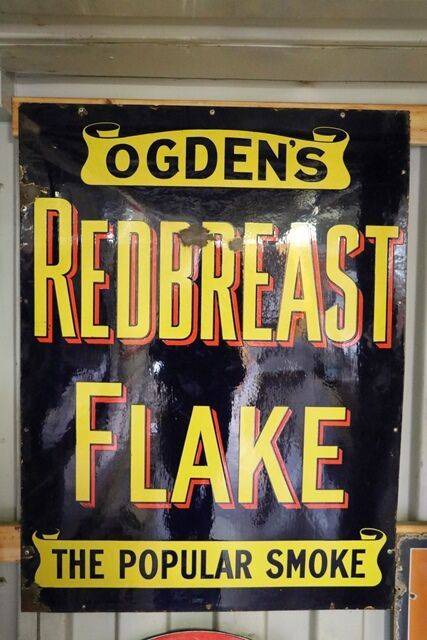 OGDEN'S
REDBREAST
FLAKE
THE POPULAR SMOKE